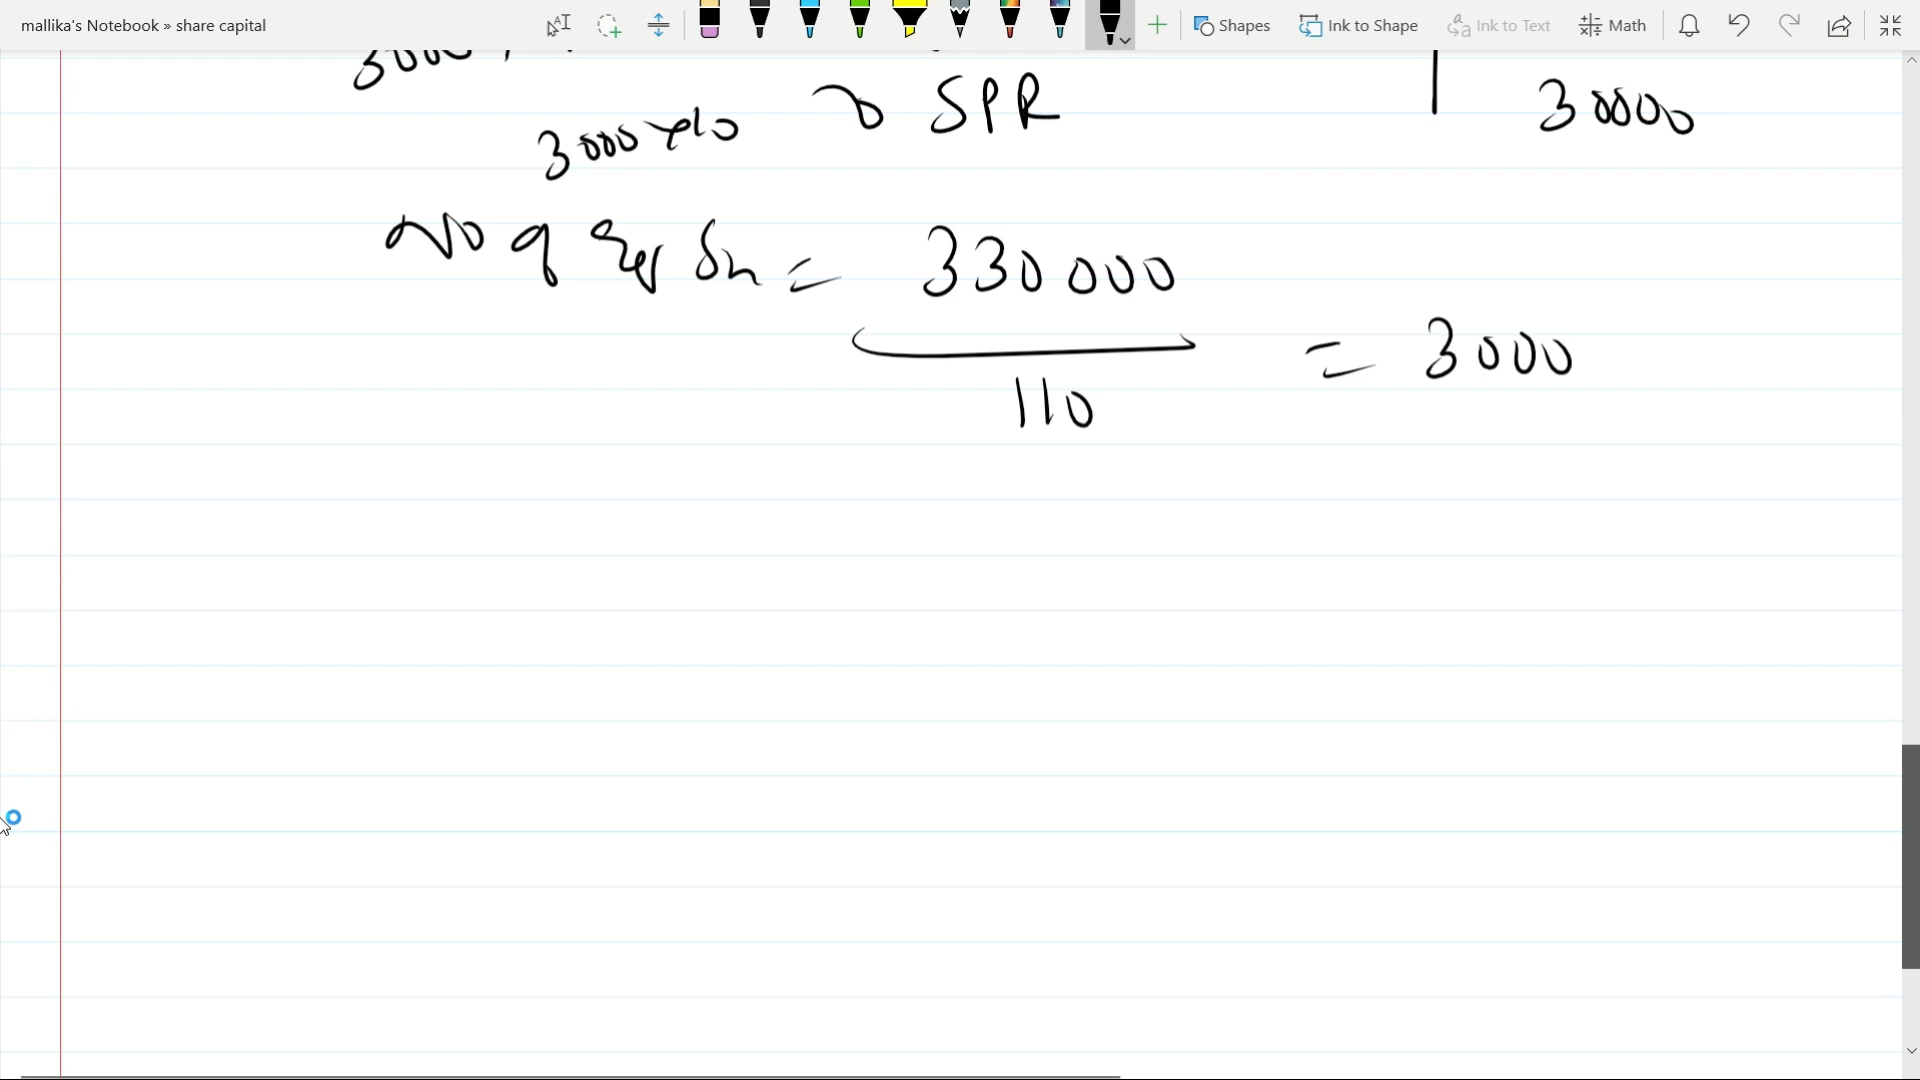 mallika's Notebook » share capital
Shapes Ink to Shape Ink to Text Math
To SPR 30000
3000 x 10
No of Eq Sh = 330000
110
= 3000